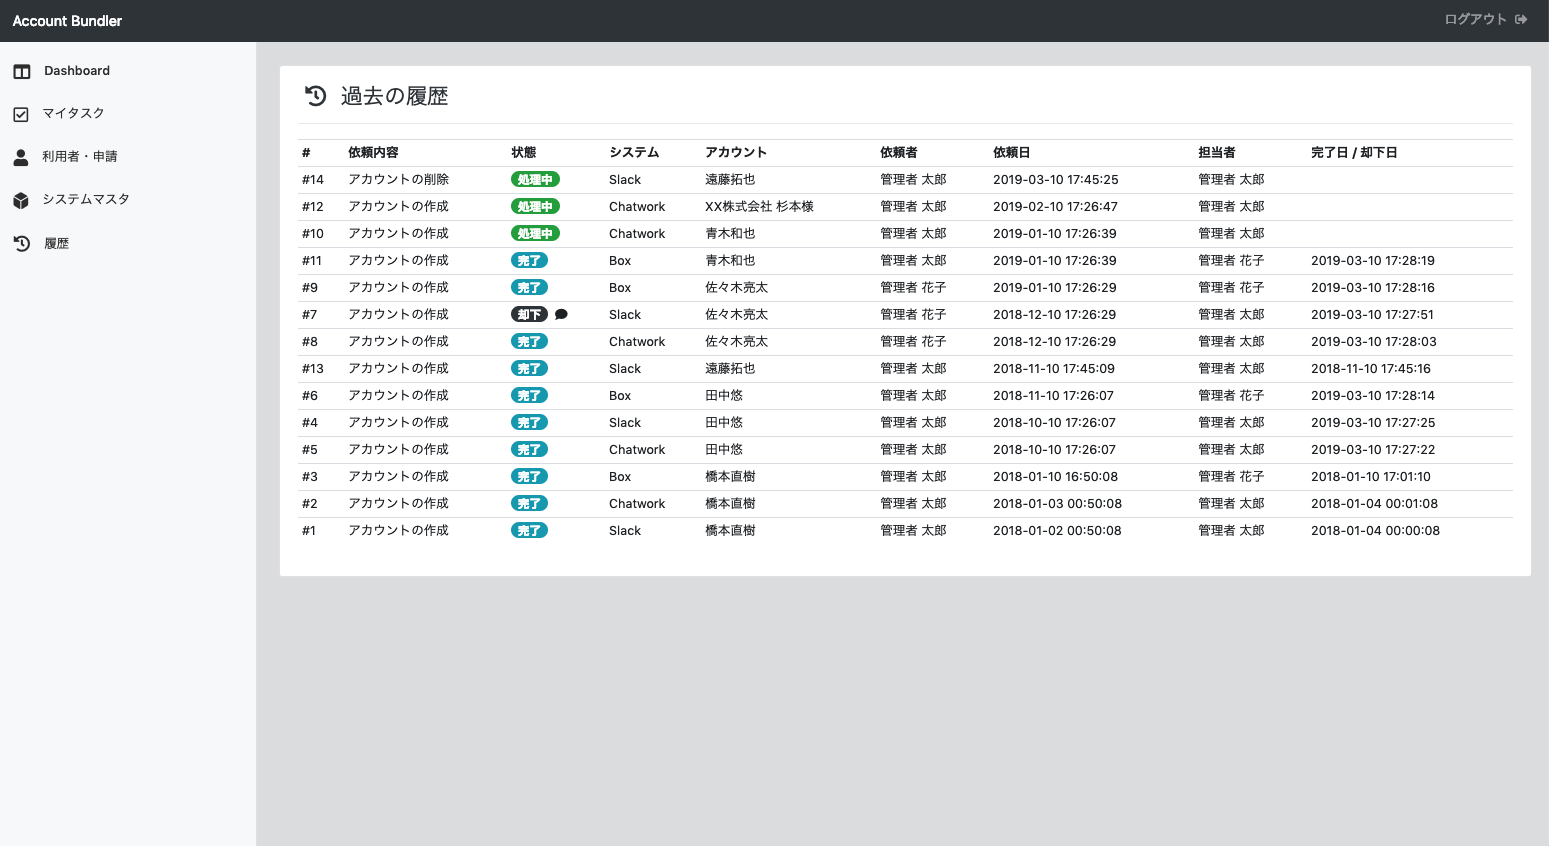 Account Bundler
ログアウト
Dashboard
マイタスク
利用者・申請
システムマスタ
履歴
過去の履歴
# 依頼内容 状態 システム アカウント 依頼者 依頼日 担当者 完了日 / 却下日
#14 アカウントの削除 処理中 Slack 遠藤拓也 管理者 太郎 2019-03-10 17:45:25 管理者 太郎
#12 アカウントの作成 処理中 Chatwork XX株式会社 杉本様 管理者 太郎 2019-02-10 17:26:47 管理者 太郎
#10 アカウントの作成 処理中 Chatwork 青木和也 管理者 太郎 2019-01-10 17:26:39 管理者 太郎
#11 アカウントの作成 完了 Box 青木和也 管理者 太郎 2019-01-10 17:26:39 管理者 花子 2019-03-10 17:28:19
#9 アカウントの作成 完了 Box 佐々木亮太 管理者 花子 2019-01-10 17:26:29 管理者 花子 2019-03-10 17:28:16
#7 アカウントの作成 却下 Slack 佐々木亮太 管理者 花子 2018-12-10 17:26:29 管理者 太郎 2019-03-10 17:27:51
#8 アカウントの作成 完了 Chatwork 佐々木亮太 管理者 花子 2018-12-10 17:26:29 管理者 太郎 2019-03-10 17:28:03
#13 アカウントの作成 完了 Slack 遠藤拓也 管理者 太郎 2018-11-10 17:45:09 管理者 太郎 2018-11-10 17:45:16
#6 アカウントの作成 完了 Box 田中悠 管理者 太郎 2018-11-10 17:26:07 管理者 花子 2019-03-10 17:28:14
#4 アカウントの作成 完了 Slack 田中悠 管理者 太郎 2018-10-10 17:26:07 管理者 太郎 2019-03-10 17:27:25
#5 アカウントの作成 完了 Chatwork 田中悠 管理者 太郎 2018-10-10 17:26:07 管理者 太郎 2019-03-10 17:27:22
#3 アカウントの作成 完了 Box 橋本直樹 管理者 太郎 2018-01-10 16:50:08 管理者 花子 2018-01-10 17:01:10
#2 アカウントの作成 完了 Chatwork 橋本直樹 管理者 太郎 2018-01-03 00:50:08 管理者 太郎 2018-01-04 00:01:08
#1 アカウントの作成 完了 Slack 橋本直樹 管理者 太郎 2018-01-02 00:50:08 管理者 太郎 2018-01-04 00:00:08